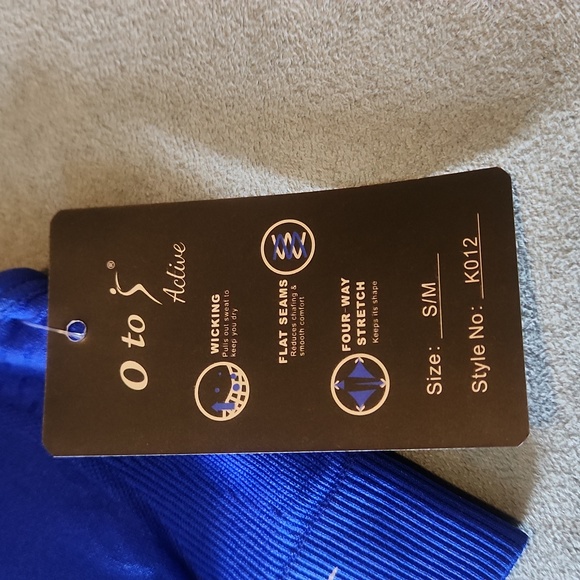 O to 5 ®
Active
WICKING
Pulls out sweat to
keep you dry
FLAT SEAMS
Reduces chafing &
smooth comfort
FOUR-WAY
STRETCH
Keeps its shape
Size: S/M
Style No: K012